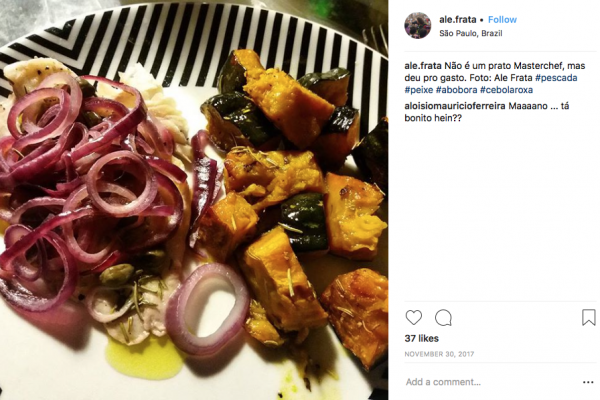 ale.frata • Follow
São Paulo, Brazil
ale.frata Não é um prato Masterchef, mas
deu pro gasto. Foto: Ale Frata #pescada
#peixe #abobora #cebolaroxa
aloisiomauricioferreira Maaaano ... tá
bonito hein??
37 likes
NOVEMBER 30, 2017
Add a comment...